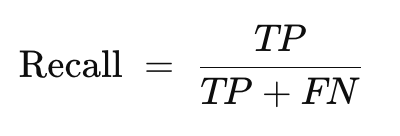 Recall = TP / TP + FN